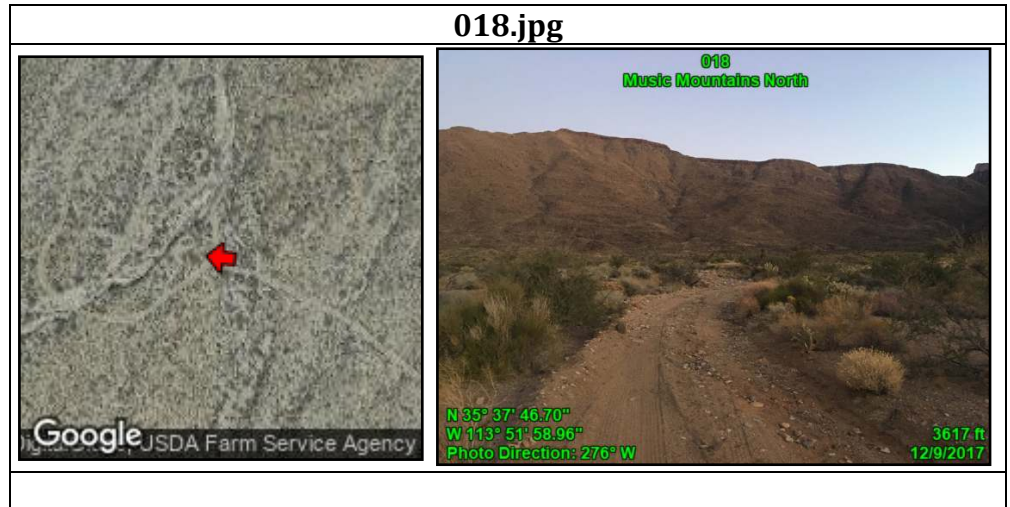 018.jpg
018
Music Mountains North
N 35° 37' 46.70"
W 113° 51' 58.96"
Photo Direction: 276° W
3617 ft
12/9/2017
Google
USDA Farm Service Agency